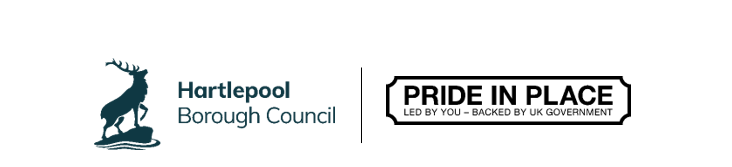 Hartlepool
Borough Council
PRIDE IN PLACE
LED BY YOU – BACKED BY UK GOVERNMENT